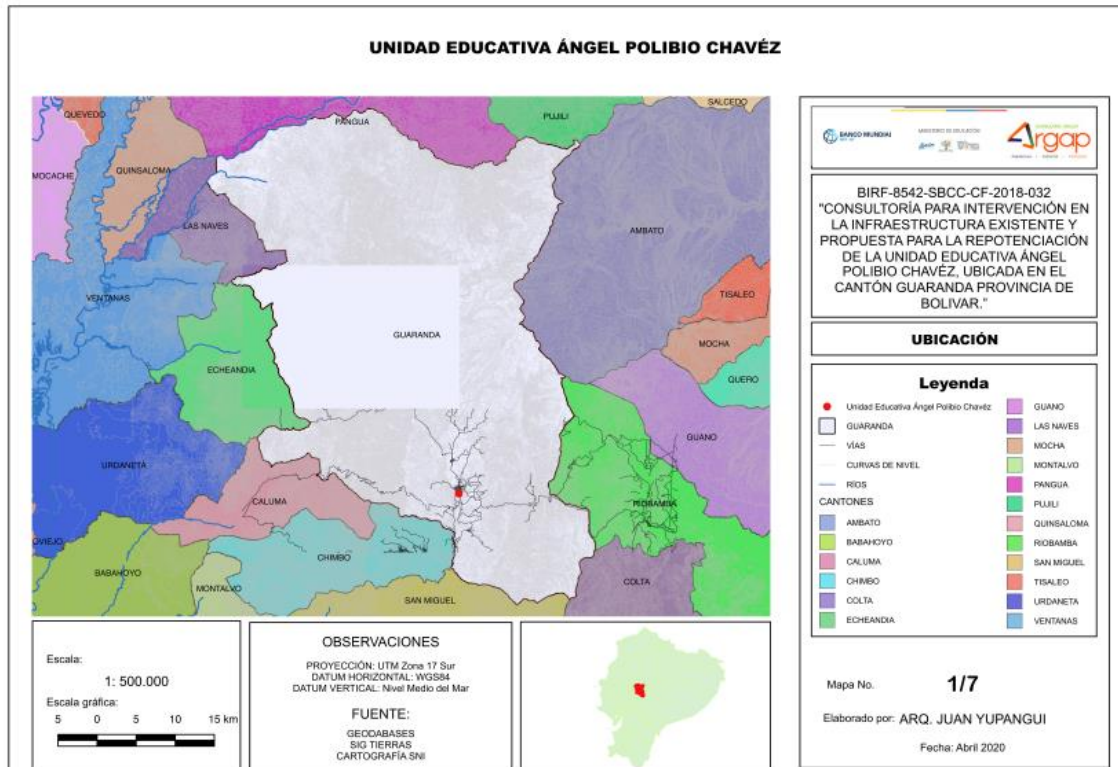 UNIDAD EDUCATIVA ÁNGEL POLIBIO CHAVÉZ
QUEVEDO
PANGUA
PUJILI
SALCEDO
MOCACHE
QUINSALOMA
LAS NAVES
AMBATO
VENTANAS
TISALEO
GUARANDA
MOCHA
ECHEANDIA
QUERO
GUANO
URDANETA
CALUMA
RIOBAMBA
OVIEJO
CHIMBO
BABAHOYO
MONTALVO
SAN MIGUEL
COLTA
BANCO MUNDIAL
MINISTERIO DE EDUCACIÓN
Argap
BIRF-8542-SBCC-CF-2018-032
"CONSULTORÍA PARA INTERVENCIÓN EN
LA INFRAESTRUCTURA EXISTENTE Y
PROPUESTA PARA LA REPOTENCIACIÓN
DE LA UNIDAD EDUCATIVA ÁNGEL
POLIBIO CHAVÉZ, UBICADA EN EL
CANTÓN GUARANDA PROVINCIA DE
BOLIVAR."
UBICACIÓN
Leyenda
Unidad Educativa Ángel Polibio Chavéz
GUARANDA
VÍAS
CURVAS DE NIVEL
RÍOS
CANTONES
AMBATO
BABAHOYO
CALUMA
CHIMBO
COLTA
ECHEANDIA
GUANO
LAS NAVES
MOCHA
MONTALVO
PANGUA
PUJILI
QUINSALOMA
RIOBAMBA
SAN MIGUEL
TISALEO
URDANETA
VENTANAS
Mapa No. 1/7
Elaborado por: ARQ. JUAN YUPANGUI
Fecha: Abril 2020
Escala:
1: 500.000
Escala gráfica:
5 0 5 10 15 km
OBSERVACIONES
PROYECCIÓN: UTM Zona 17 Sur
DATUM HORIZONTAL: WGS84
DATUM VERTICAL: Nivel Medio del Mar
FUENTE:
GEODABASES
SIG TIERRAS
CARTOGRAFÍA SNI